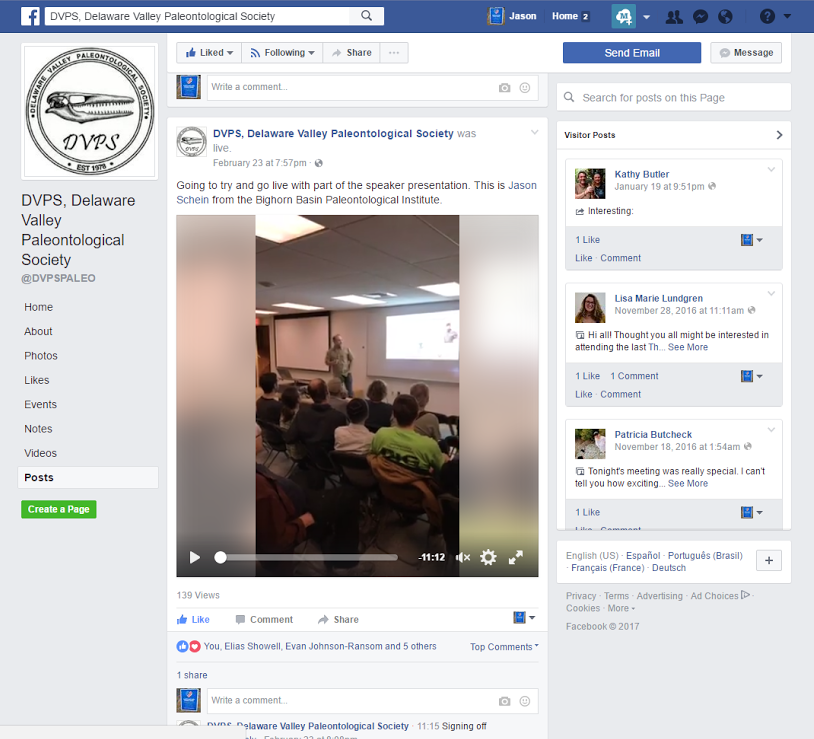 DVPS, Delaware Valley Paleontological Society
Jason
Home 2
DELAWARE VALLEY PALEONTOLOGICAL SOCIETY
DVPS
EST 1978
DVPS, Delaware
Valley
Paleontological
Society
@DVPSPALEO
Home
About
Photos
Likes
Events
Notes
Videos
Posts
Create a Page
Liked
Following
Share
Send Email
Message
Write a comment...
DVPS, Delaware Valley Paleontological Society was
live.
February 23 at 7:57pm ·
Going to try and go live with part of the speaker presentation. This is Jason
Schein from the Bighorn Basin Paleontological Institute.
DIG
-11:12
139 Views
Like Comment Share
You, Elias Showell, Evan Johnson-Ransom and 5 others
Top Comments
1 share
Write a comment...
DVPS, Delaware Valley Paleontological Society · 11:15 Signing off
February 23 at 8:09pm
Search for posts on this Page
Visitor Posts
Kathy Butler
January 19 at 9:51pm
Interesting:
1 Like
Like · Comment
Lisa Marie Lundgren
November 28, 2016 at 11:11am
Hi all! Thought you all might be interested in
attending the last Th... See More
1 Like 1 Comment
Like · Comment
Patricia Butcheck
November 18, 2016 at 1:54am
Tonight's meeting was really special. I can't
tell you how exciting... See More
1 Like
Like · Comment
English (US) · Español · Português (Brasil)
· Français (France) · Deutsch
Privacy · Terms · Advertising · Ad Choices ·
Cookies · More
Facebook © 2017